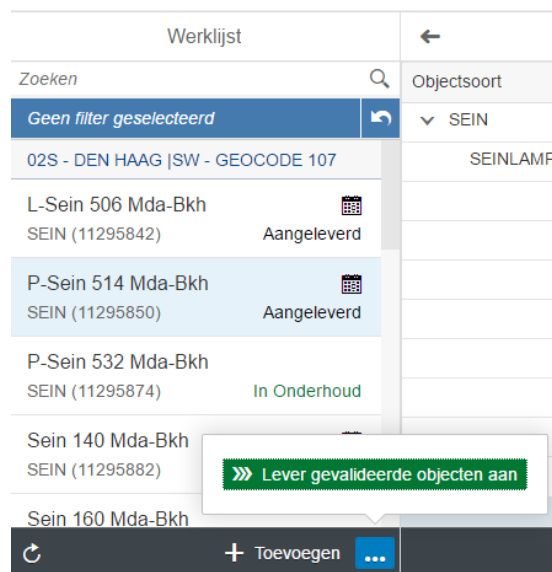 Werklijst
Zoeken
Geen filter geselecteerd
02S - DEN HAAG |SW - GEOCODE 107
L-Sein 506 Mda-Bkh
SEIN (11295842) Aangeleverd
P-Sein 514 Mda-Bkh
SEIN (11295850) Aangeleverd
P-Sein 532 Mda-Bkh
SEIN (11295874) In Onderhoud
Sein 140 Mda-Bkh
SEIN (11295882)
Sein 160 Mda-Bkh
Lever gevalideerde objecten aan
Toevoegen ...
Objectsoort
SEIN
SEINLAMP